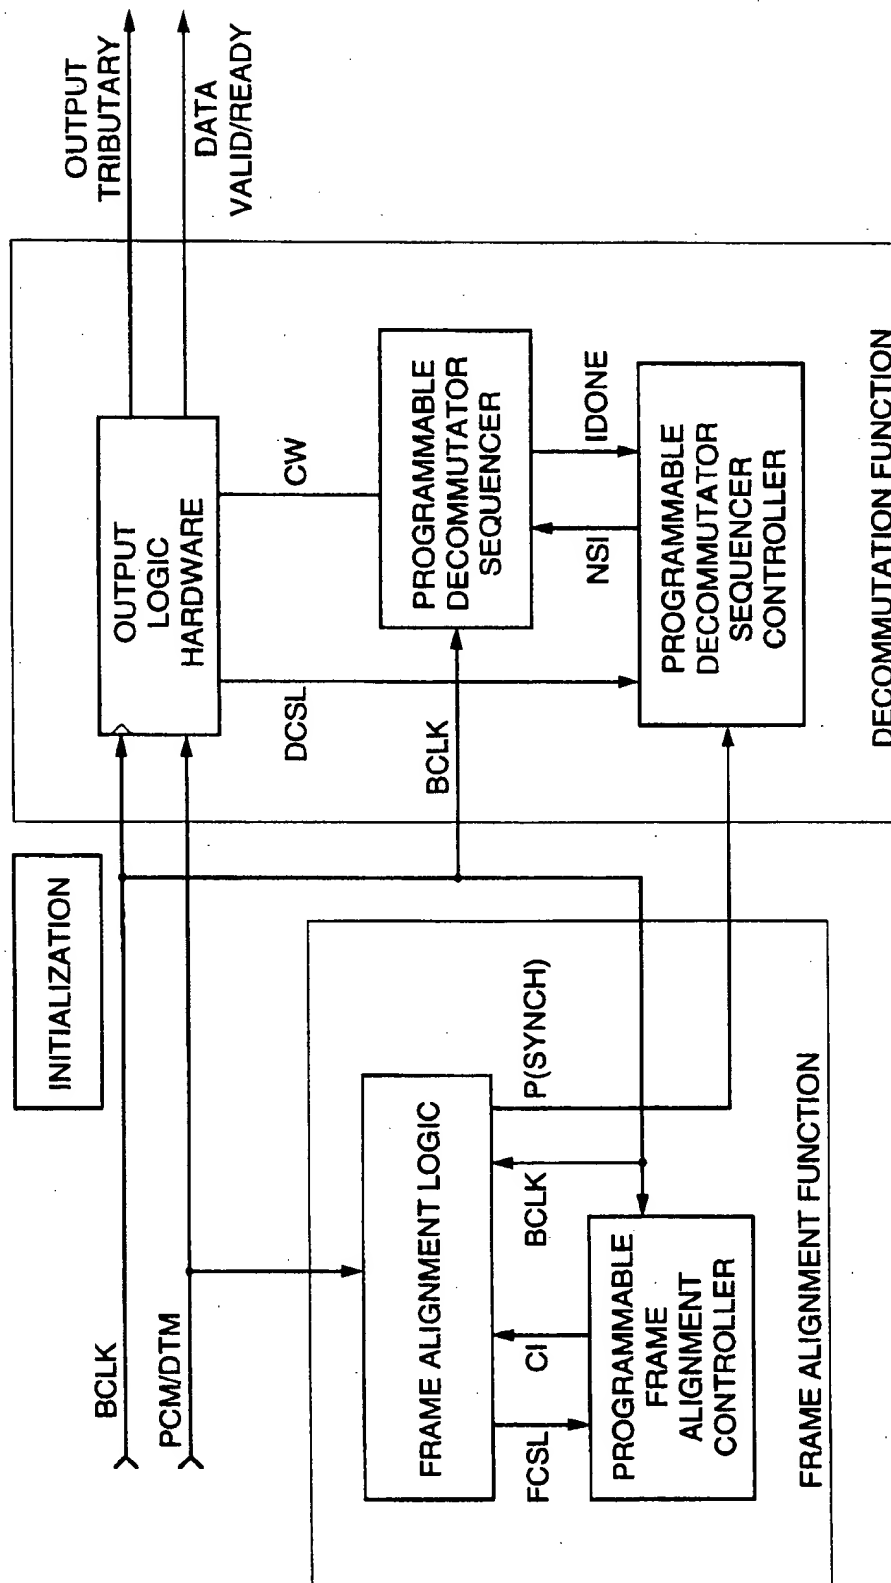 BCLK
PCM/DTM
INITIALIZATION
OUTPUT
LOGIC
HARDWARE
OUTPUT
TRIBUTARY
DATA
VALID/READY
DCSL
CW
BCLK
PROGRAMMABLE
DECOMMUTATOR
SEQUENCER
NSI
IDONE
PROGRAMMABLE
DECOMMUTATOR
SEQUENCER
CONTROLLER
DECOMMUTATION FUNCTION
FRAME ALIGNMENT LOGIC
FCSL
CI
BCLK
P(SYNCH)
PROGRAMMABLE
FRAME
ALIGNMENT
CONTROLLER
FRAME ALIGNMENT FUNCTION